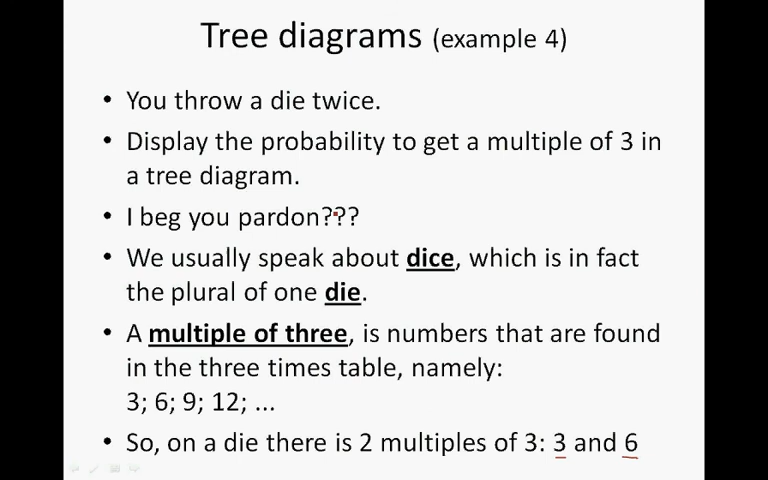 Tree diagrams (example 4)
• You throw a die twice.
• Display the probability to get a multiple of 3 in
a tree diagram.
• I beg you pardon???
• We usually speak about dice, which is in fact
the plural of one die.
• A multiple of three, is numbers that are found
in the three times table, namely:
3; 6; 9; 12; ...
• So, on a die there is 2 multiples of 3: 3 and 6